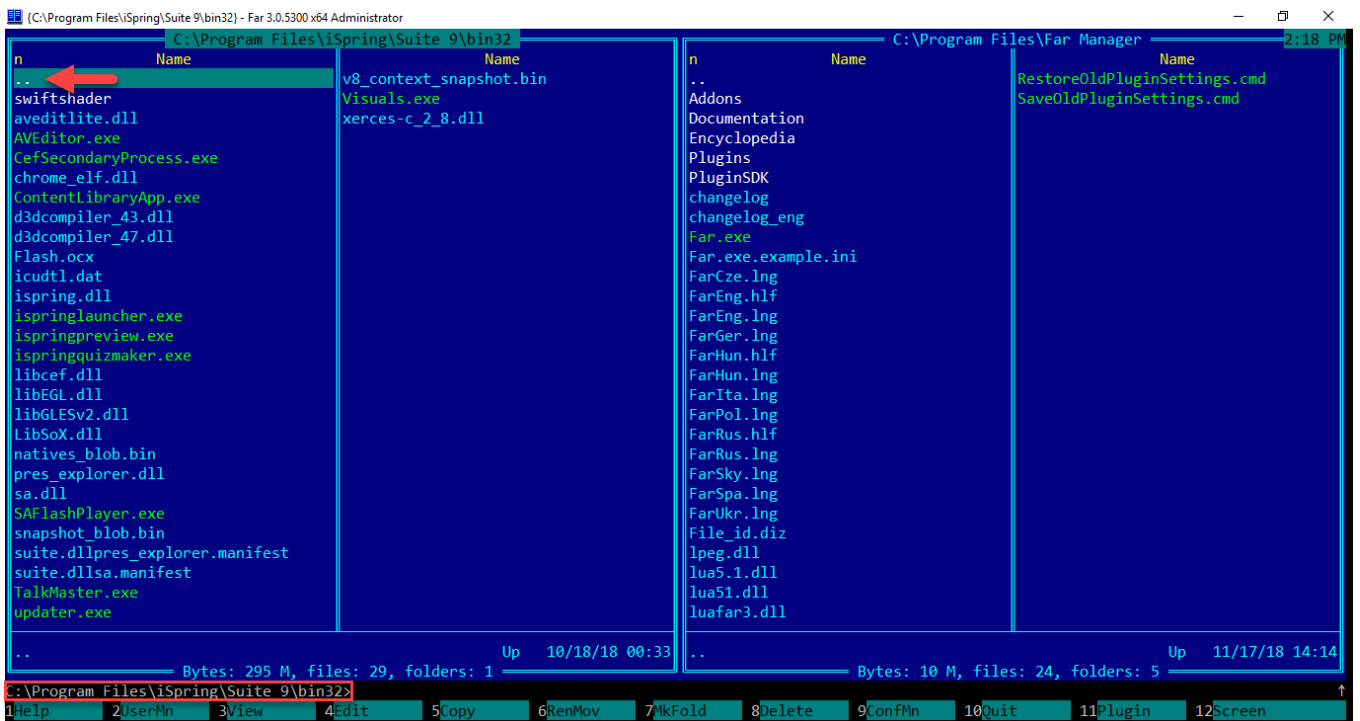 {C:\Program Files\iSpring\Suite 9\bin32} - Far 3.0.5300 x64 Administrator
C:\Program Files\iSpring\Suite 9\bin32
n Name Name
..
swiftshader
aveditlite.dll
AVEditor.exe
CefSecondaryProcess.exe
chrome_elf.dll
ContentLibraryApp.exe
d3dcompiler_43.dll
d3dcompiler_47.dll
Flash.ocx
icudtl.dat
ispring.dll
ispringlauncher.exe
ispringpreview.exe
ispringquizmaker.exe
libcef.dll
libEGL.dll
libGLESv2.dll
LibSoX.dll
natives_blob.bin
pres_explorer.dll
sa.dll
SAFlashPlayer.exe
snapshot_blob.bin
suite.dllpres_explorer.manifest
suite.dllsa.manifest
TalkMaster.exe
updater.exe
v8_context_snapshot.bin
Visuals.exe
xerces-c_2_8.dll
.. Up 10/18/18 00:33
Bytes: 295 M, files: 29, folders: 1
C:\Program Files\Far Manager 2:18 PM
n Name Name
..
Addons
Documentation
Encyclopedia
Plugins
PluginSDK
changelog
changelog_eng
Far.exe
Far.exe.example.ini
FarCze.lng
FarEng.hlf
FarEng.lng
FarGer.lng
FarHun.hlf
FarHun.lng
FarIta.lng
FarPol.lng
FarRus.hlf
FarRus.lng
FarSky.lng
FarSpa.lng
FarUkr.lng
File_id.diz
lpeg.dll
lua5.1.dll
lua51.dll
luafar3.dll
RestoreOldPluginSettings.cmd
SaveOldPluginSettings.cmd
.. Up 11/17/18 14:14
Bytes: 10 M, files: 24, folders: 5
C:\Program Files\iSpring\Suite 9\bin32>
1Help 2UserMn 3View 4Edit 5Copy 6RenMov 7MkFold 8Delete 9ConfMn 10Quit 11Plugin 12Screen